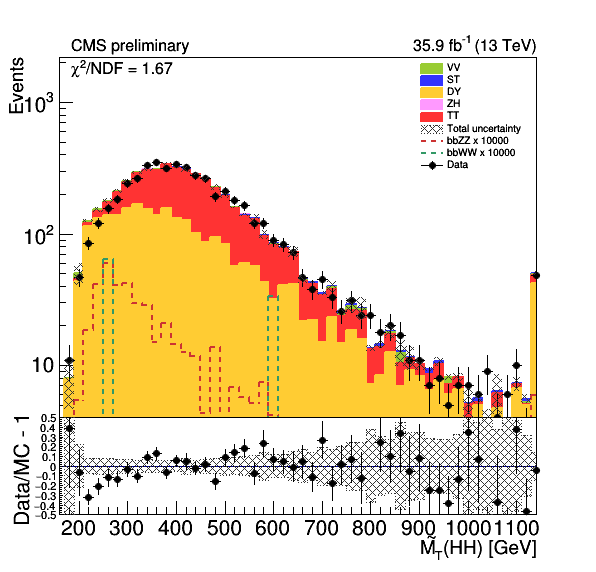 CMS preliminary 35.9 fb⁻¹ (13 TeV)
Events
χ²/NDF = 1.67
VV
ST
DY
ZH
TT
Total uncertainty
bbZZ x 10000
bbWW x 10000
Data
10³
10²
10
Data/MC - 1
0.5
0.4
0.3
0.2
0.1
0
-0.1
-0.2
-0.3
-0.4
-0.5
200 300 400 500 600 700 800 900 1000 1100
M̃_T(HH) [GeV]